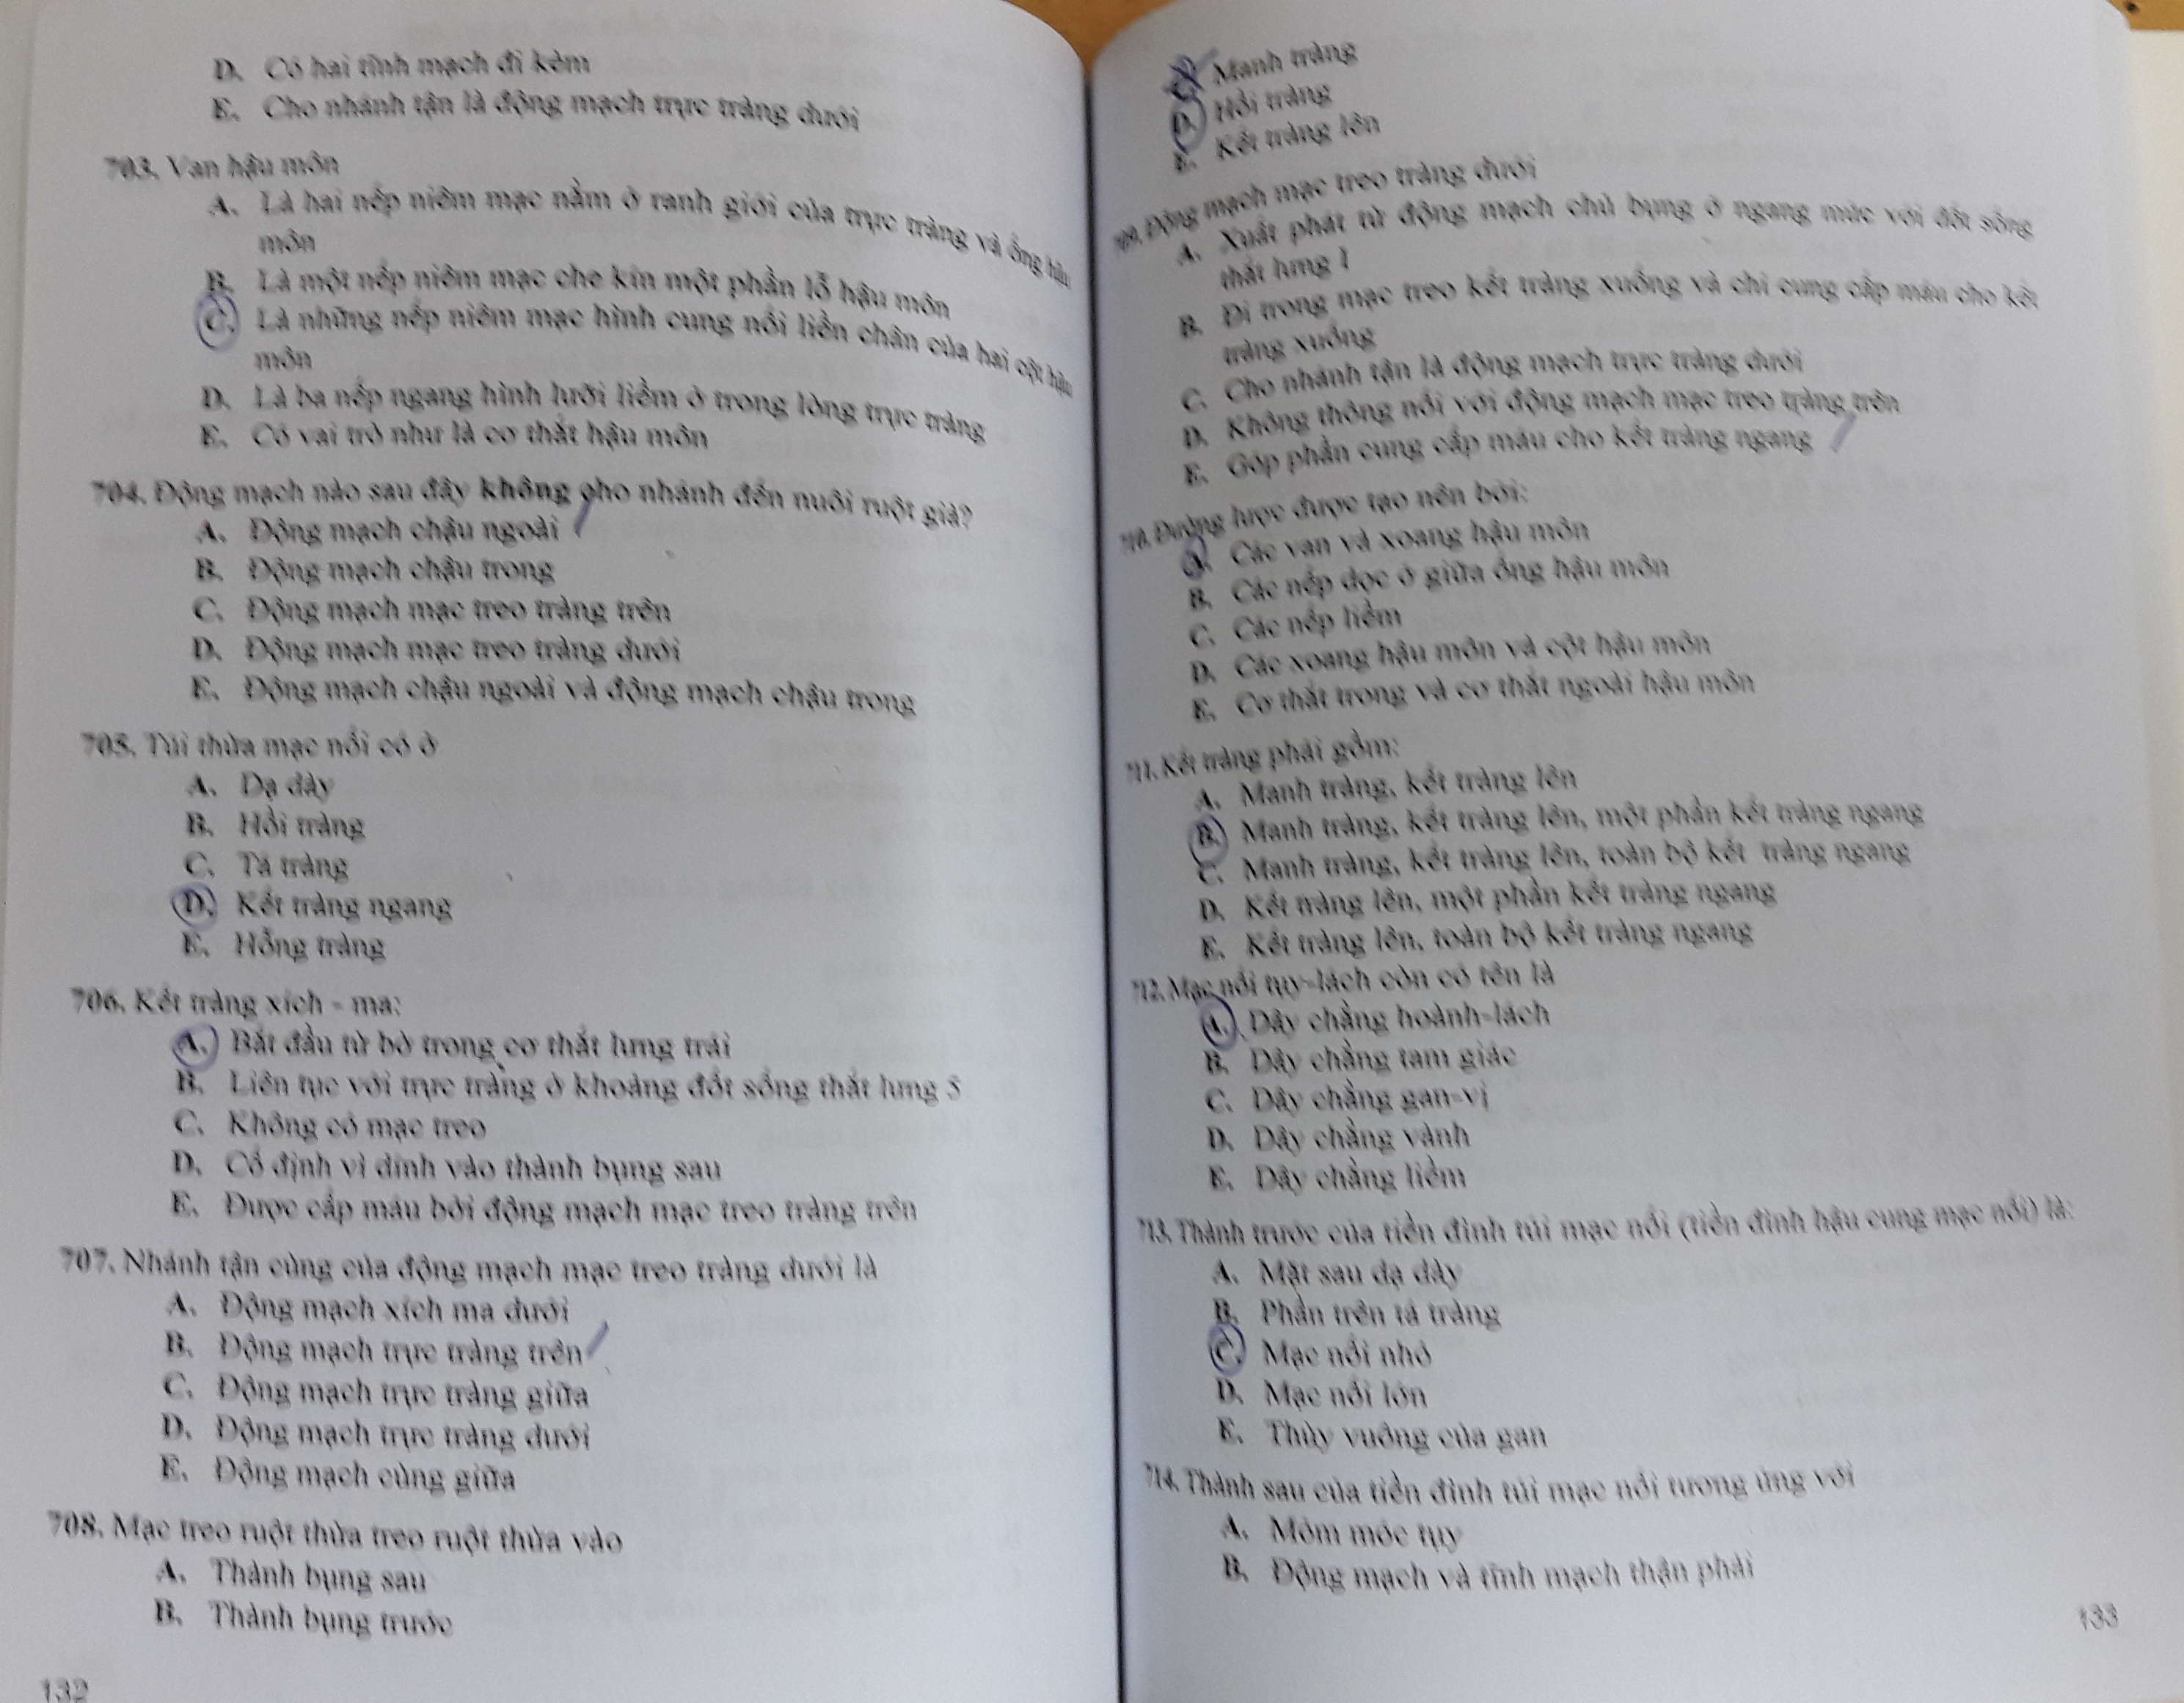 D. Có hai tĩnh mạch đi kèm
E. Cho nhánh tận là động mạch trực tràng dưới
703. Van hậu môn
A. Là hai nếp niêm mạc nằm ở ranh giới của trực tràng và ống hậu
môn
B. Là một nếp niêm mạc che kín một phần lỗ hậu môn
C. Là những nếp niêm mạc hình cung nối liền chân của hai cột hậu
môn
D. Là ba nếp ngang hình lưỡi liềm ở trong lòng trực tràng
E. Có vai trò như là cơ thắt hậu môn
704. Động mạch nào sau đây không cho nhánh đến nuôi ruột già?
A. Động mạch chậu ngoài
B. Động mạch chậu trong
C. Động mạch mạc treo tràng trên
D. Động mạch mạc treo tràng dưới
E. Động mạch chậu ngoài và động mạch chậu trong
705. Túi thừa mạc nối có ở
A. Dạ dày
B. Hồi tràng
C. Tá tràng
D. Kết tràng ngang
E. Hỗng tràng
706. Kết tràng xích - ma:
A. Bắt đầu từ bờ trong cơ thắt lưng trái
B. Liên tục với trực tràng ở khoảng đốt sống thắt lưng 5
C. Không có mạc treo
D. Cố định vì dính vào thành bụng sau
E. Được cấp máu bởi động mạch mạc treo tràng trên
707. Nhánh tận cùng của động mạch mạc treo tràng dưới là
A. Động mạch xích ma dưới
B. Động mạch trực tràng trên
C. Động mạch trực tràng giữa
D. Động mạch trực tràng dưới
E. Động mạch cùng giữa
708. Mạc treo ruột thừa treo ruột thừa vào
A. Thành bụng sau
B. Thành bụng trước
132
C. Manh tràng
D. Hồi tràng
E. Kết tràng lên
709. Động mạch mạc treo tràng dưới
A. Xuất phát từ động mạch chủ bụng ở ngang mức với đốt sống
thắt lưng 1
B. Đi trong mạc treo kết tràng xuống và chỉ cung cấp máu cho kết
tràng xuống
C. Cho nhánh tận là động mạch trực tràng dưới
D. Không thông nối với động mạch mạc treo tràng trên
E. Góp phần cung cấp máu cho kết tràng ngang
710. Đường lược được tạo nên bởi:
A. Các van và xoang hậu môn
B. Các nếp dọc ở giữa ống hậu môn
C. Các nếp liềm
D. Các xoang hậu môn và cột hậu môn
E. Cơ thắt trong và cơ thắt ngoài hậu môn
711. Kết tràng phải gồm:
A. Manh tràng, kết tràng lên
B. Manh tràng, kết tràng lên, một phần kết tràng ngang
C. Manh tràng, kết tràng lên, toàn bộ kết tràng ngang
D. Kết tràng lên, một phần kết tràng ngang
E. Kết tràng lên, toàn bộ kết tràng ngang
712. Mạc nối tụy-lách còn có tên là
A. Dây chằng hoành-lách
B. Dây chằng tam giác
C. Dây chằng gan-vị
D. Dây chằng vành
E. Dây chằng liềm
713. Thành trước của tiền đình túi mạc nối (tiền đình hậu cung mạc nối) là:
A. Mặt sau dạ dày
B. Phần trên tá tràng
C. Mạc nối nhỏ
D. Mạc nối lớn
E. Thùy vuông của gan
714. Thành sau của tiền đình túi mạc nối tương ứng với
A. Mỏm móc tụy
B. Động mạch và tĩnh mạch thận phải
133